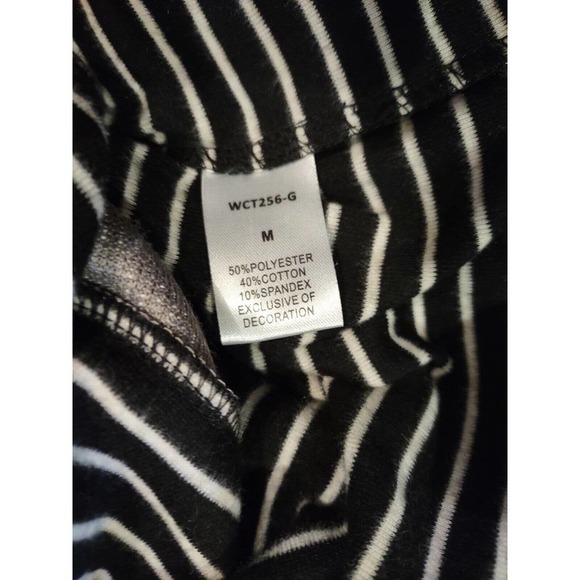 WCT256-G
M
50%POLYESTER
40%COTTON
10%SPANDEX
EXCLUSIVE OF
DECORATION